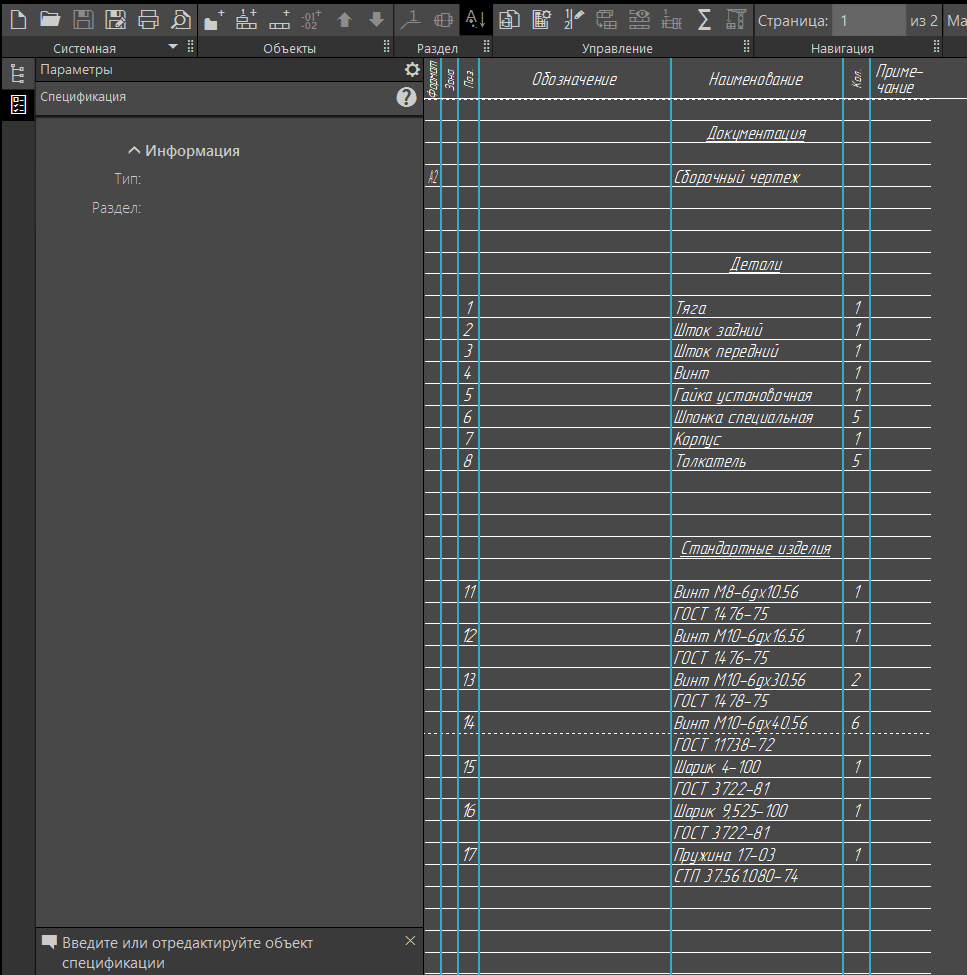 -01+
-02
Страница: 1 из 2 Ма
Системная Объекты Раздел Управление Навигация
Параметры
Спецификация
Информация
Тип:
Раздел:
Введите или отредактируйте объект
спецификации
Формат Зона Поз. Обозначение Наименование Кол. Приме-
чание
Документация
А2 Сборочный чертеж
Детали
1 Тяга 1
2 Шток задний 1
3 Шток передний 1
4 Винт 1
5 Гайка установочная 1
6 Шпонка специальная 5
7 Корпус 1
8 Толкатель 5
Стандартные изделия
11 Винт М8-6gх10.56 1
ГОСТ 1476-75
12 Винт М10-6gх16.56 1
ГОСТ 1476-75
13 Винт М10-6gх30.56 2
ГОСТ 1478-75
14 Винт М10-6gх40.56 6
ГОСТ 11738-72
15 Шарик 4-100 1
ГОСТ 3722-81
16 Шарик 9,525-100 1
ГОСТ 3722-81
17 Пружина 17-03 1
СТП 37.561.080-74